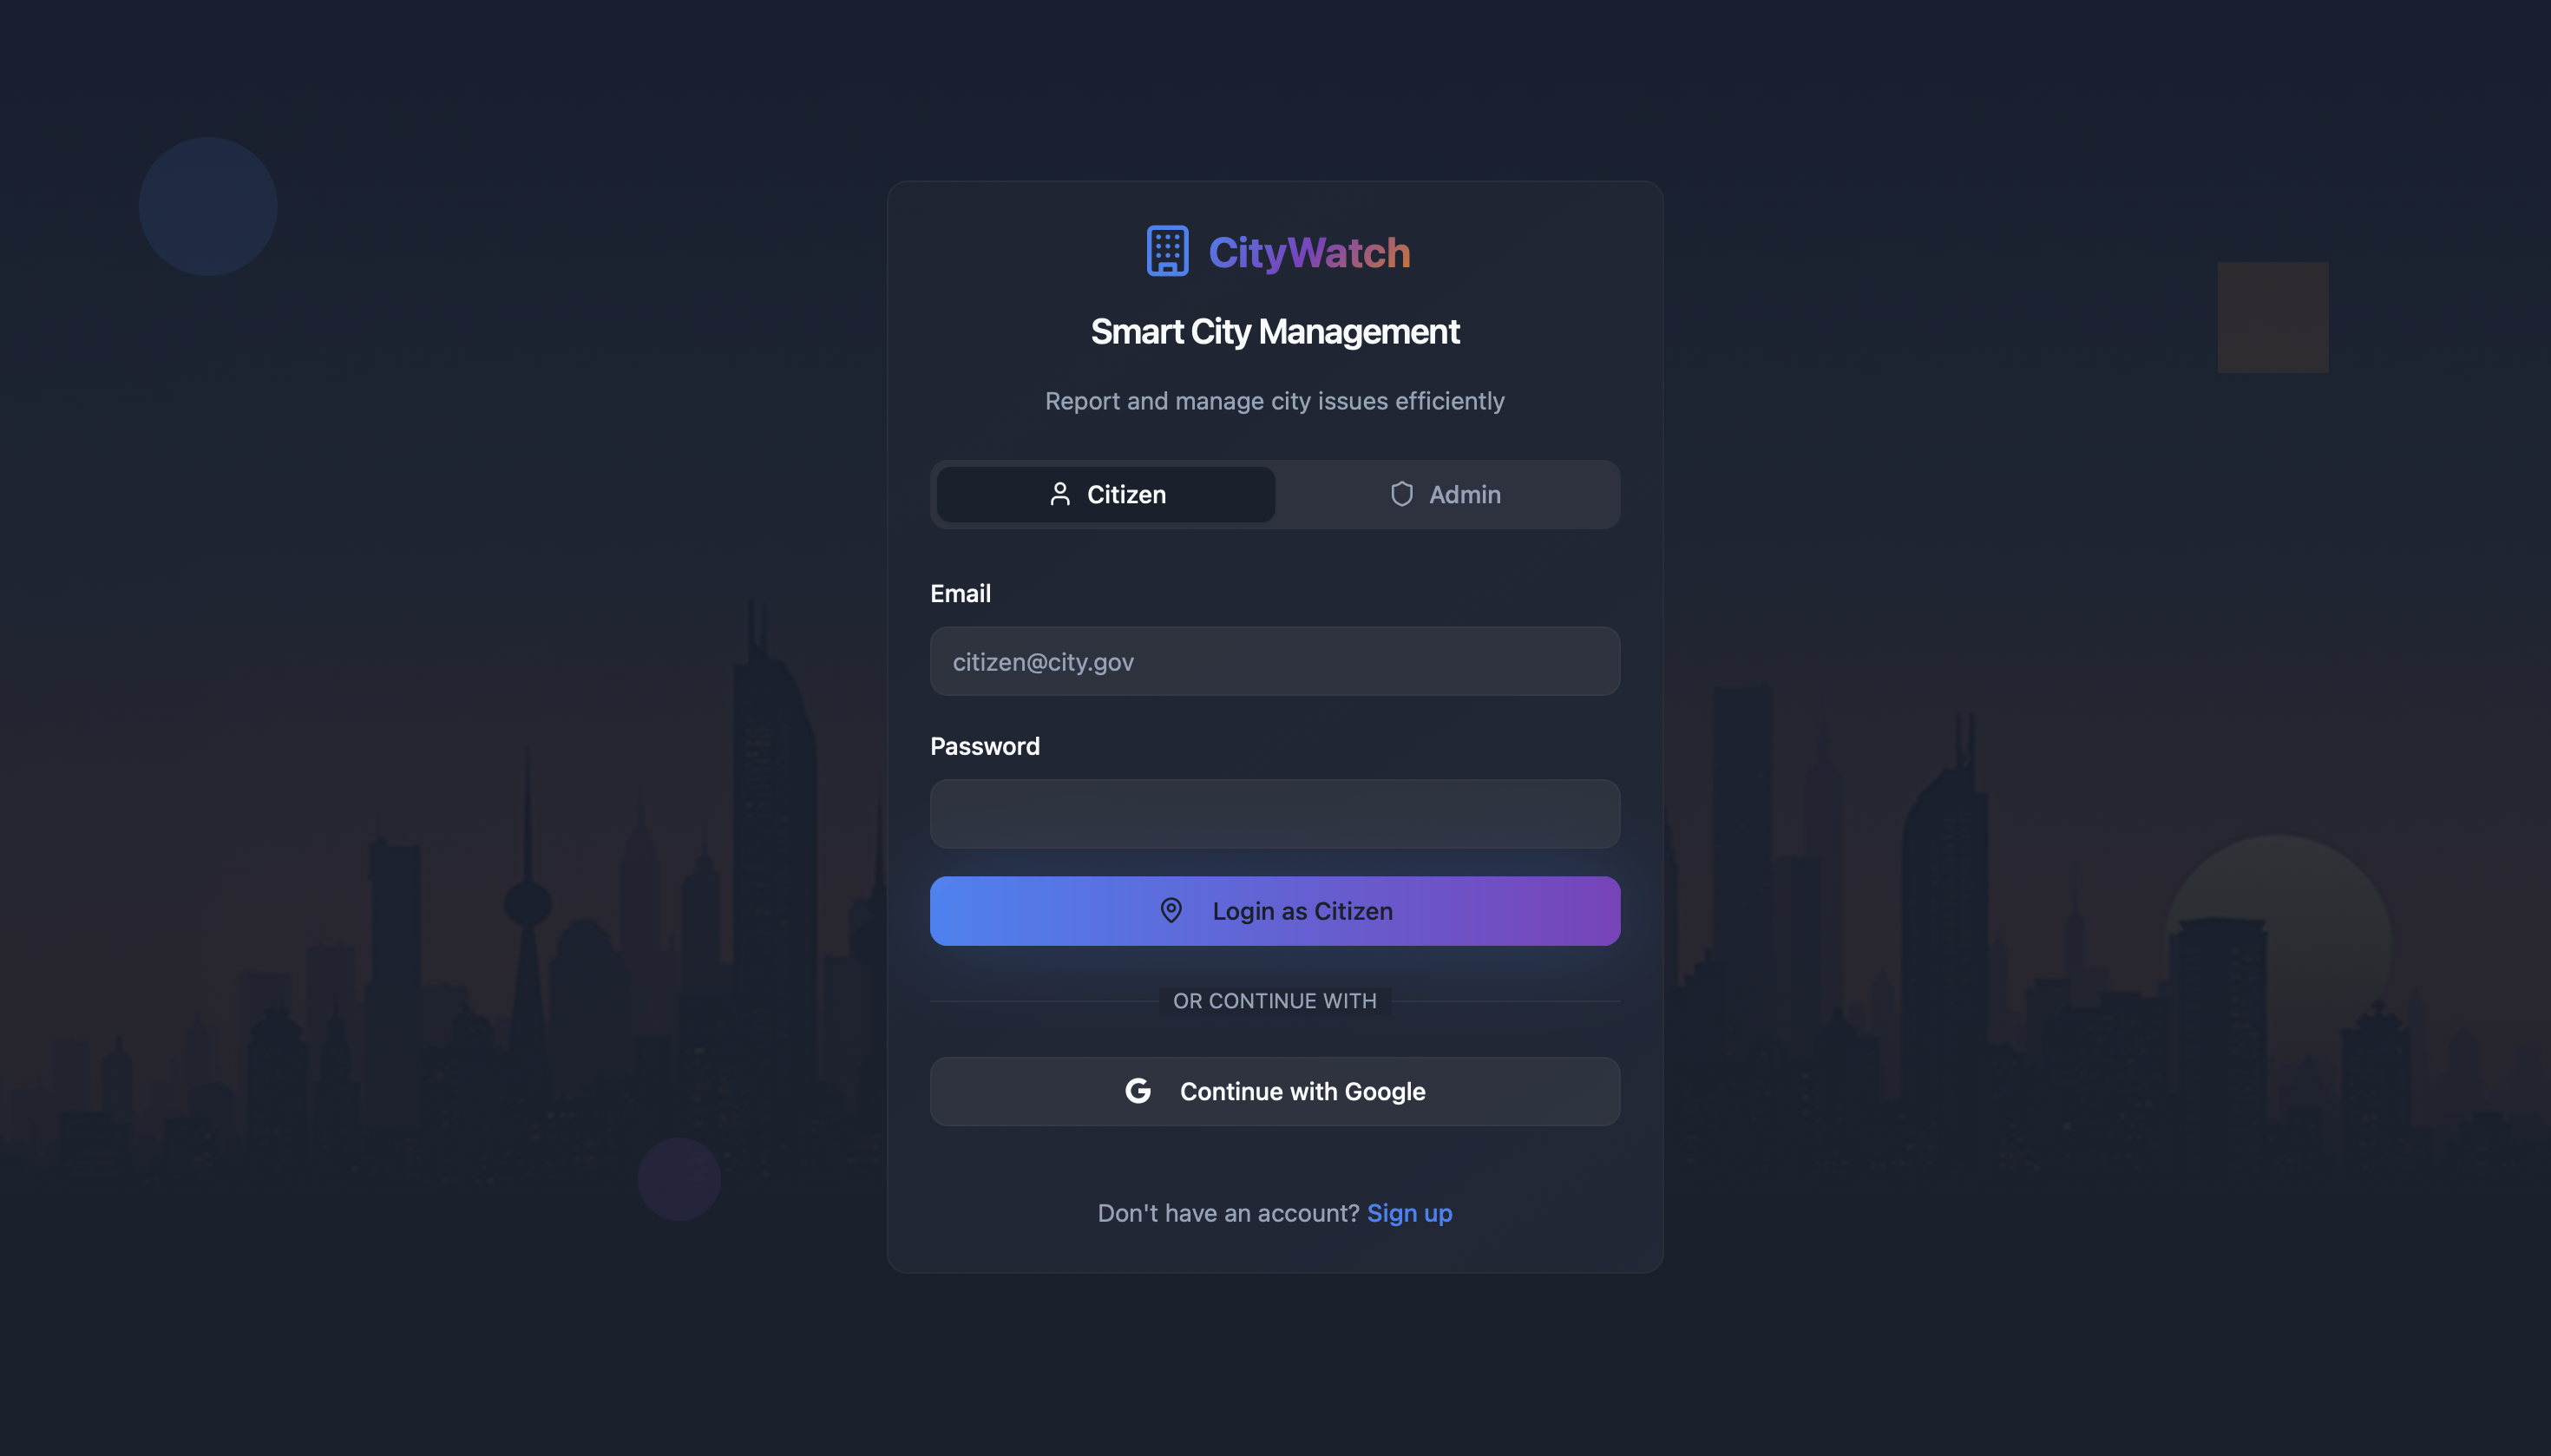 CityWatch
Smart City Management
Report and manage city issues efficiently
Citizen
Admin
Email
citizen@city.gov
Password
Login as Citizen
OR CONTINUE WITH
G Continue with Google
Don't have an account? Sign up